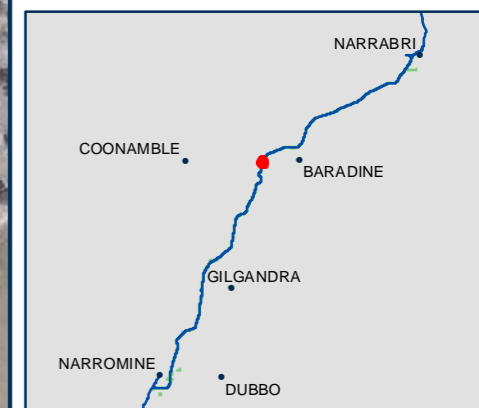 NARRABRI
COONAMBLE
BARADINE
GILGANDRA
NARROMINE
DUBBO